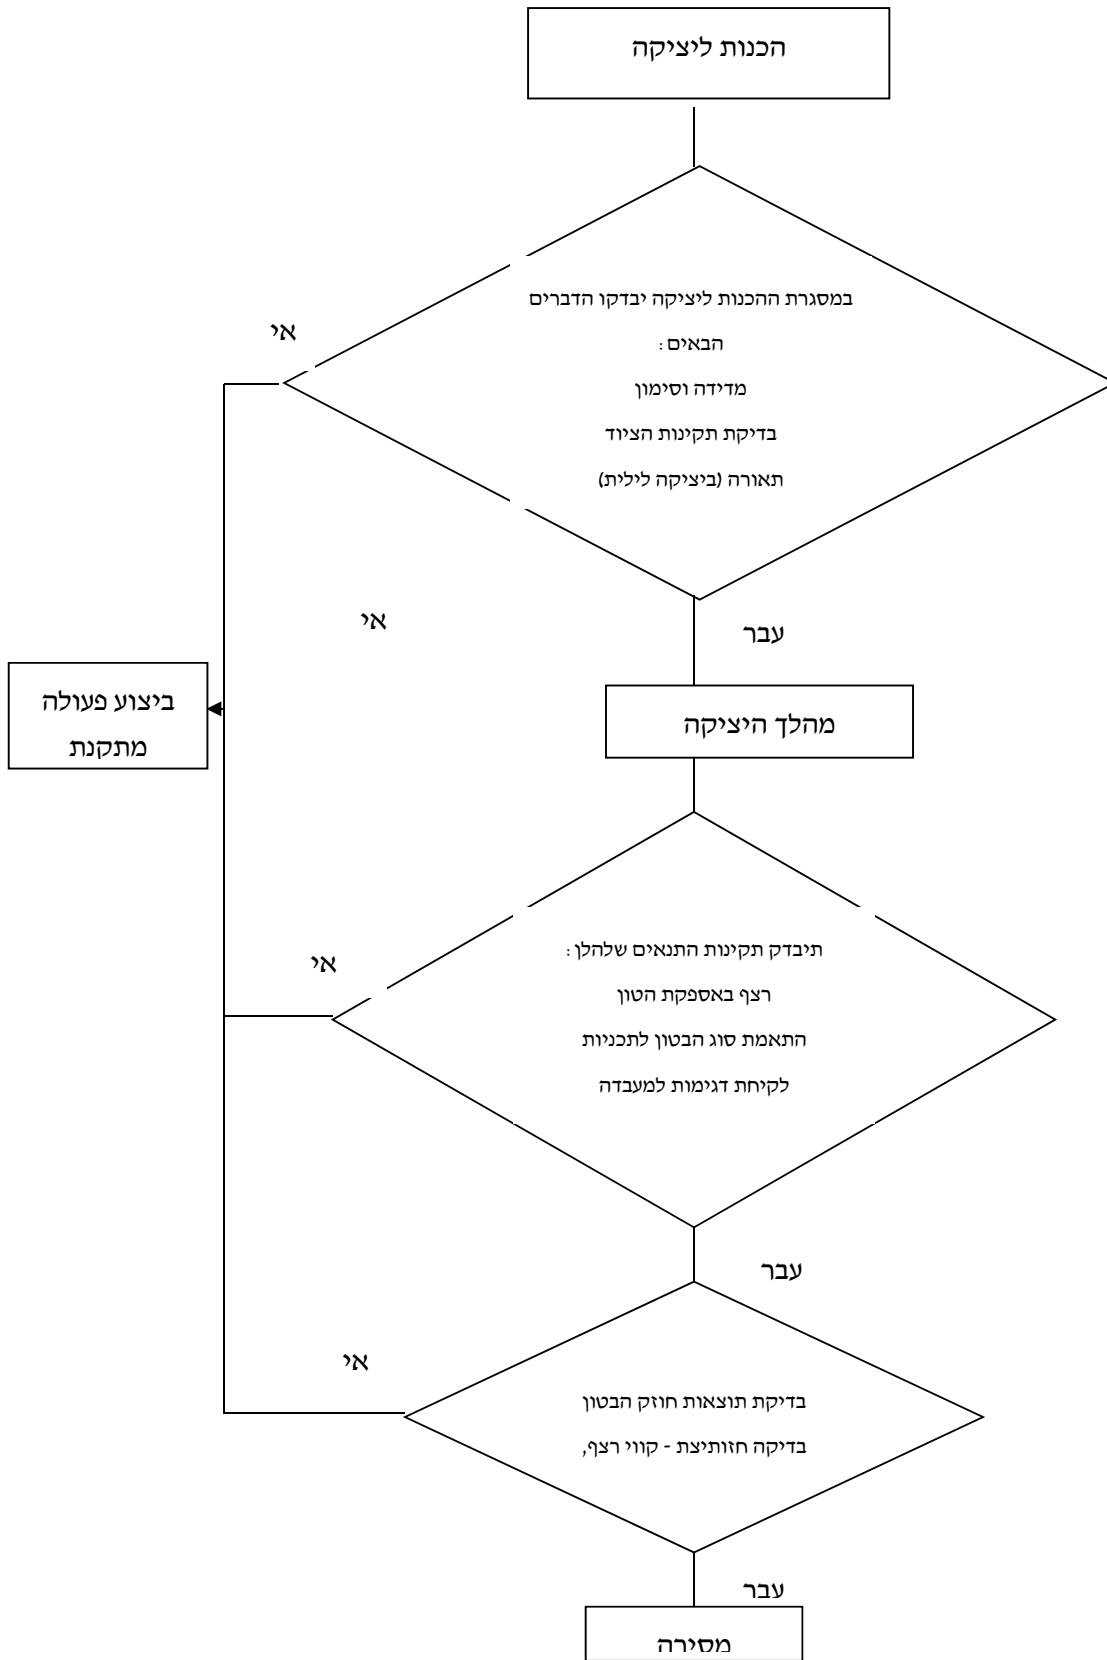 הכנות ליציקה
במסגרת ההכנות ליציקה יבדקו הדברים
הבאים:
מדידה וסימון
בדיקת תקינות הציוד
תאורה (ביציקה לילית)
אי
אי
עבר
ביצוע פעולה
מתקנת
מהלך היציקה
תיבדק תקינות התנאים שלהלן:
רצף באספקת הטון
התאמת סוג הבטון לתכניות
לקיחת דגימות למעבדה
אי
עבר
אי
בדיקת תוצאות חוזק הבטון
בדיקה חזותיצת - קווי רצף,
עבר
מסירה